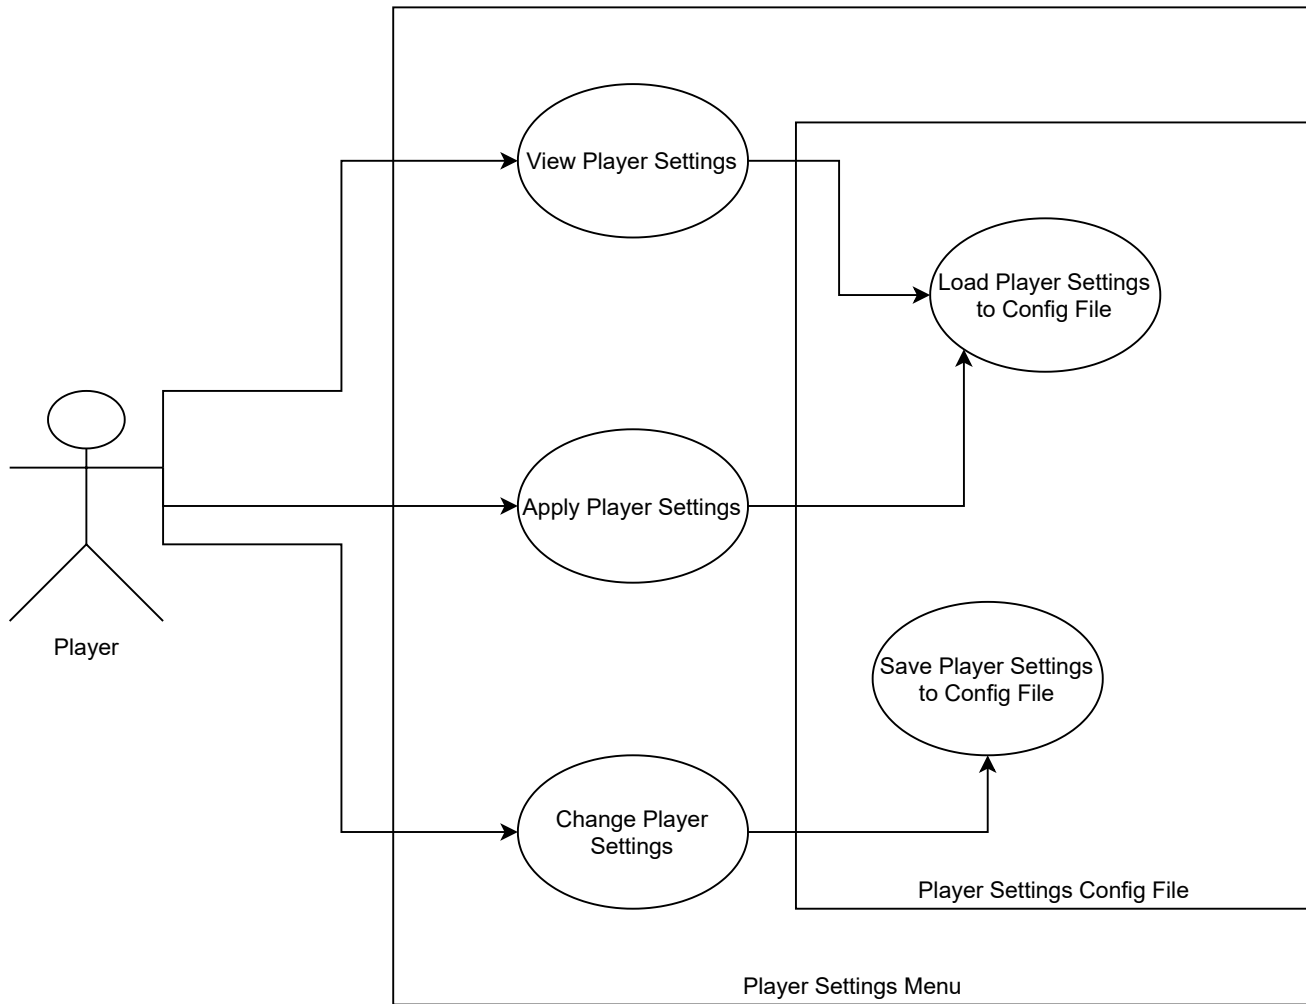 View Player Settings
Load Player Settings
to Config File
Apply Player Settings
Player
Save Player Settings
to Config File
Change Player
Settings
Player Settings Config File
Player Settings Menu